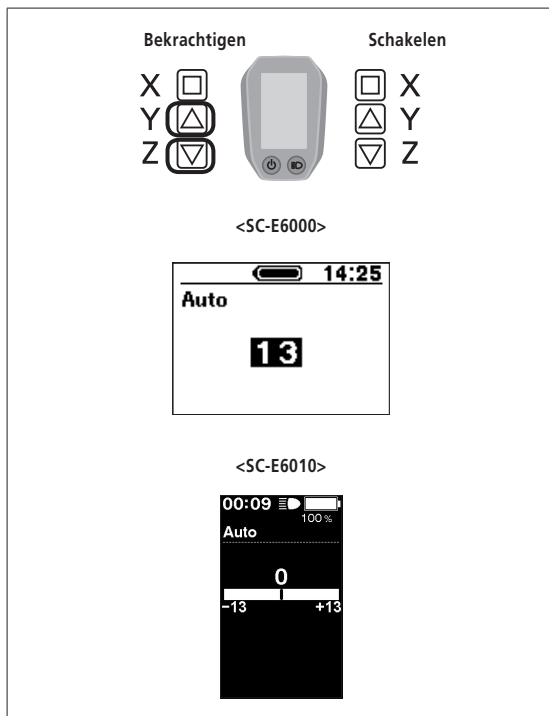 Bekrachtigen Schakelen
X X
Y Y
Z Z
<SC-E6000>
14:25
Auto
13
<SC-E6010>
00:09
100%
Auto
0
-13 +13